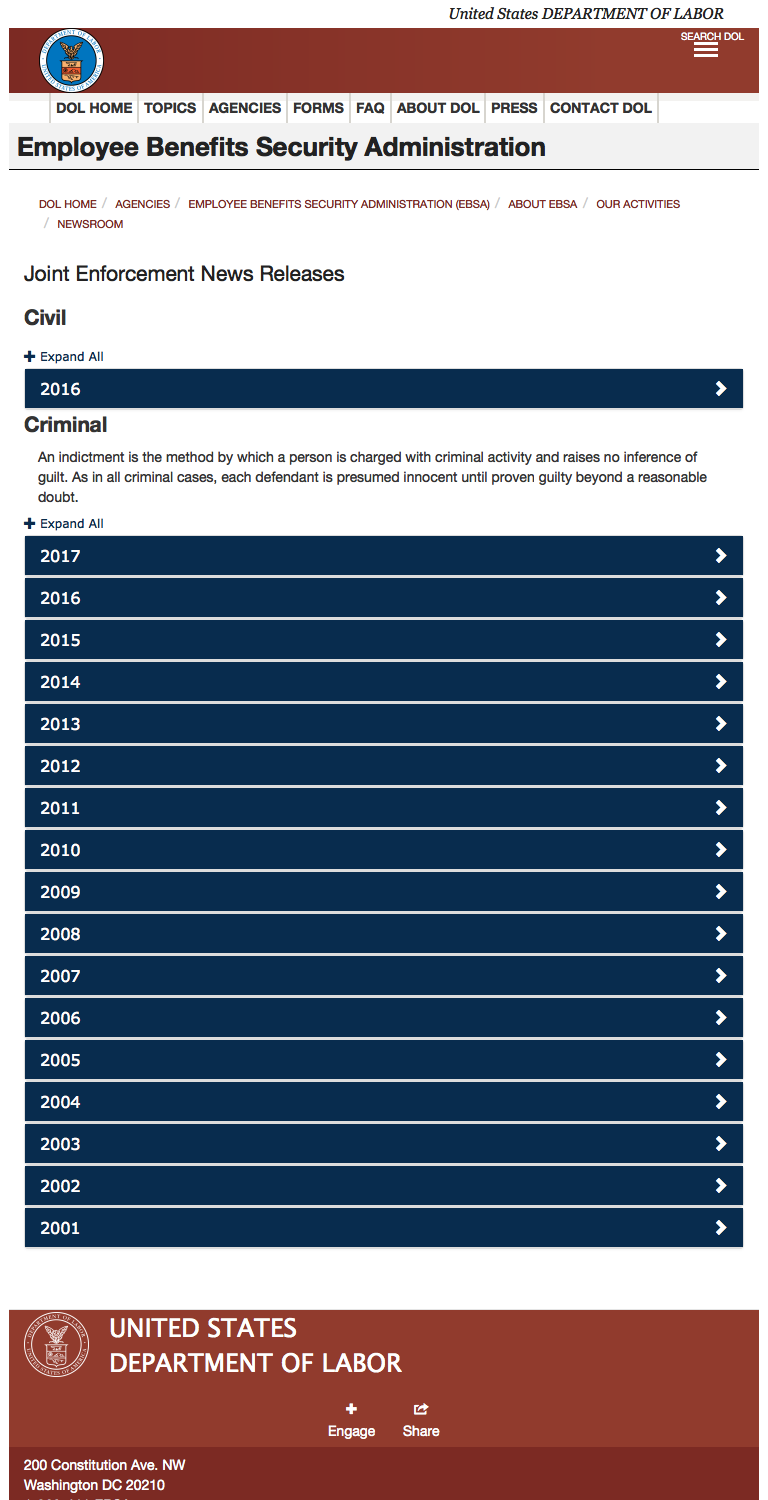 United States DEPARTMENT OF LABOR
SEARCH DOL
DOL HOME TOPICS AGENCIES FORMS FAQ ABOUT DOL PRESS CONTACT DOL
Employee Benefits Security Administration
DOL HOME / AGENCIES / EMPLOYEE BENEFITS SECURITY ADMINISTRATION (EBSA) / ABOUT EBSA / OUR ACTIVITIES
/ NEWSROOM
Joint Enforcement News Releases
Civil
Expand All
2016
Criminal
An indictment is the method by which a person is charged with criminal activity and raises no inference of
guilt. As in all criminal cases, each defendant is presumed innocent until proven guilty beyond a reasonable
doubt.
Expand All
2017
2016
2015
2014
2013
2012
2011
2010
2009
2008
2007
2006
2005
2004
2003
2002
2001
UNITED STATES
DEPARTMENT OF LABOR
Engage Share
200 Constitution Ave. NW
Washington DC 20210